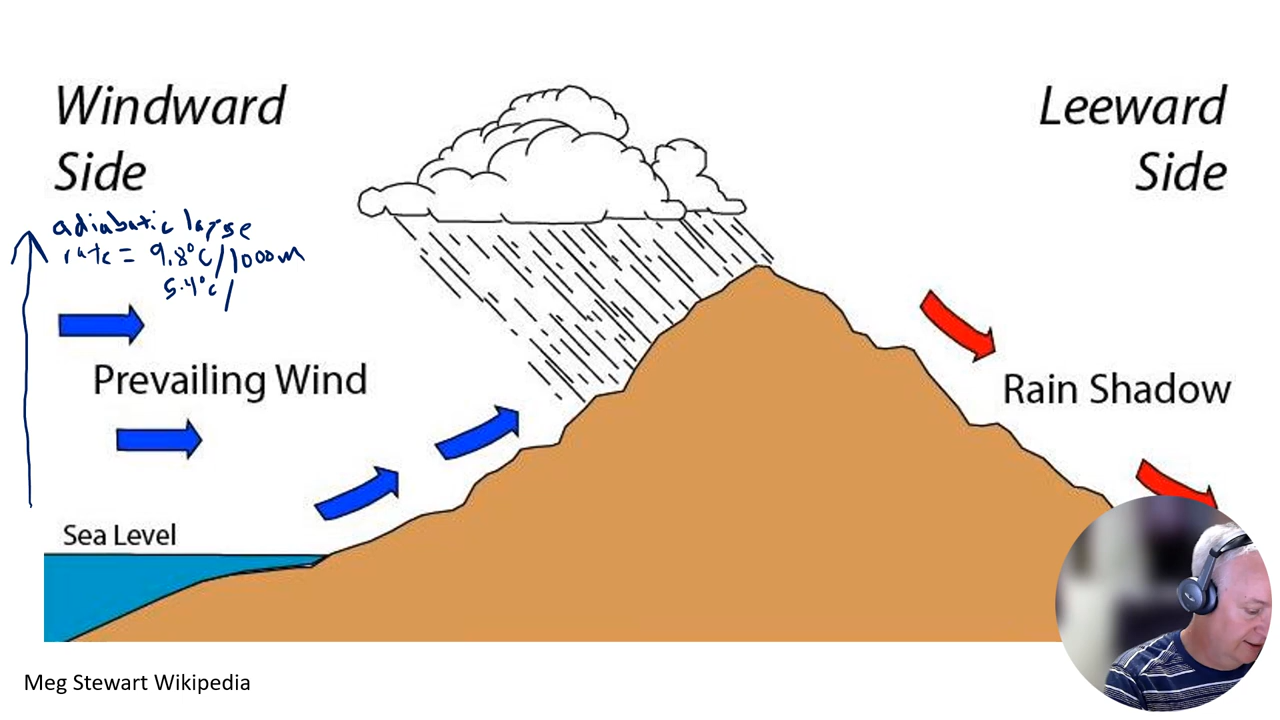 Windward
Side
Leeward
Side
adiabatic lapse
rate = 9.8°C/1000m
5.4°C/
Prevailing Wind
Rain Shadow
Sea Level
Meg Stewart Wikipedia